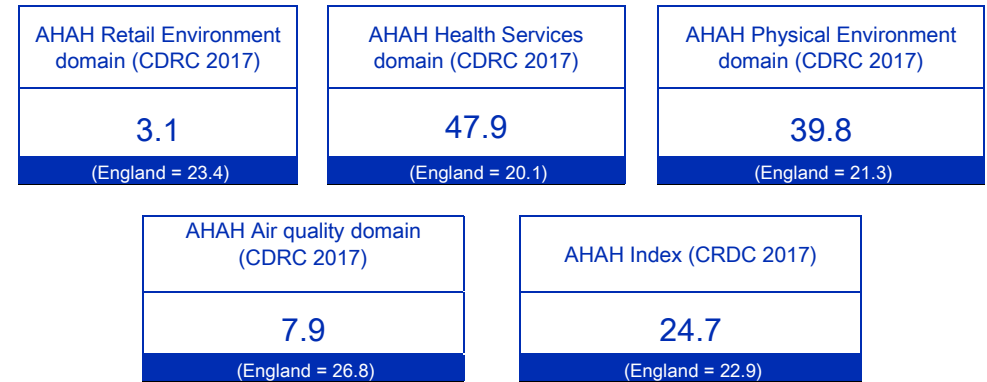 AHAH Retail Environment
domain (CDRC 2017)
3.1
(England = 23.4)
AHAH Health Services
domain (CDRC 2017)
47.9
(England = 20.1)
AHAH Physical Environment
domain (CDRC 2017)
39.8
(England = 21.3)
AHAH Air quality domain
(CDRC 2017)
7.9
(England = 26.8)
AHAH Index (CRDC 2017)
24.7
(England = 22.9)